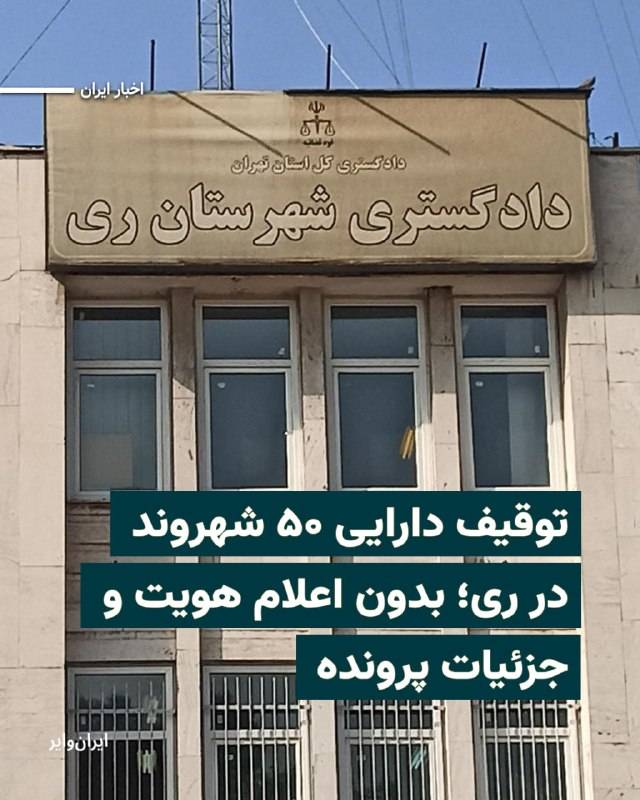 اخبار ایران
قوه قضائیه
دادگستری کل استان تهران
دادگستری شهرستان ری
توقیف دارایی ۵۰ شهروند
در ری؛ بدون اعلام هویت و
جزئیات پرونده
ایران‌وایر